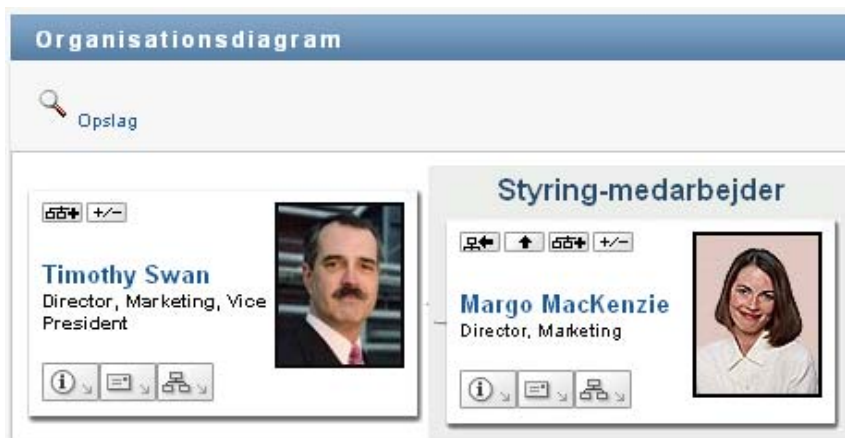 Organisationsdiagram
Opslag
Styring-medarbejder
+/-
Timothy Swan
Director, Marketing, Vice
President
+/-
Margo MacKenzie
Director, Marketing